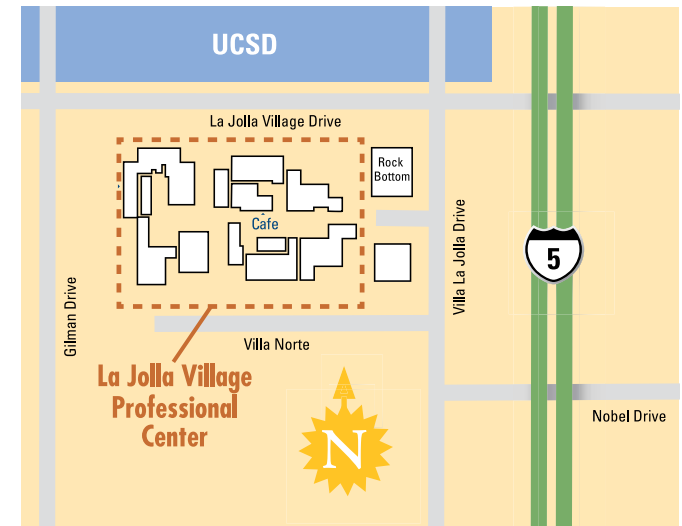 UCSD
La Jolla Village Drive
Rock
Bottom
Cafe
Gilman Drive
Villa La Jolla Drive
5
Villa Norte
La Jolla Village
Professional
Center
N
Nobel Drive